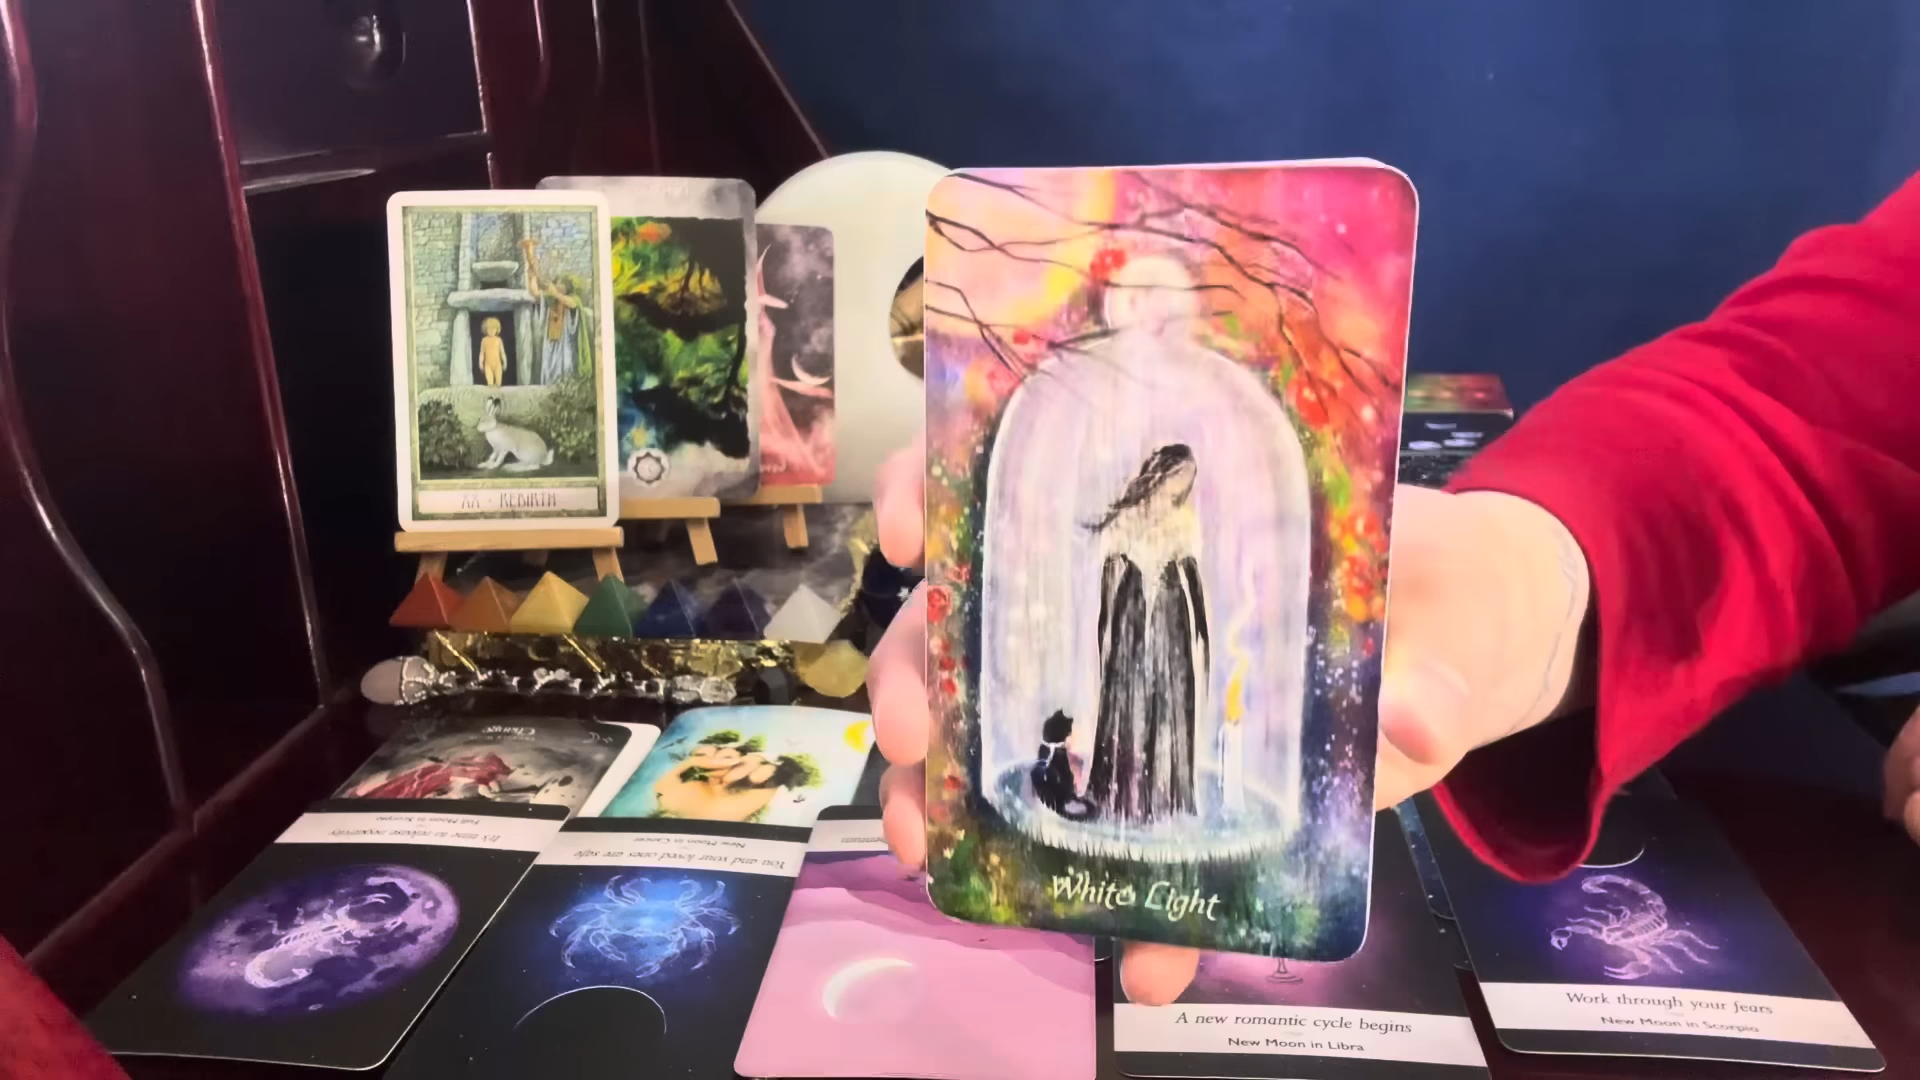 XX · REBIRTH
White Light
It's time to release negativity
Full Moon in Scorpio
You and your loved ones are safe
New Moon in Cancer
A new romantic cycle begins
New Moon in Libra
Work through your fears
New Moon in Scorpio